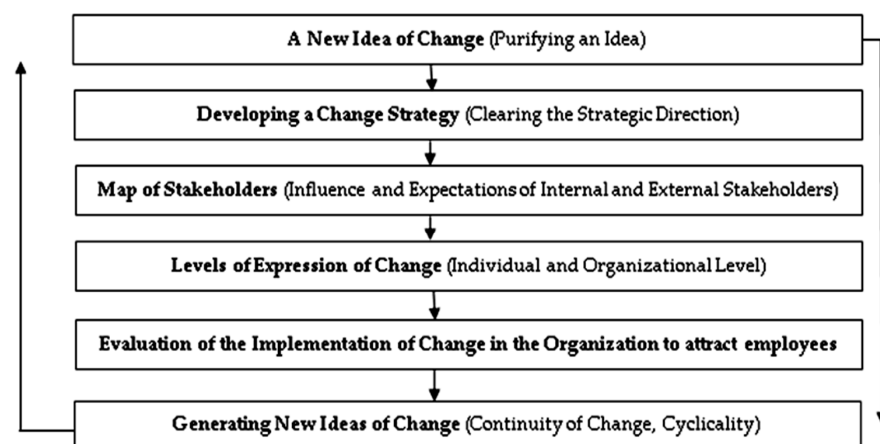 A New Idea of Change (Purifying an Idea)
Developing a Change Strategy (Clearing the Strategic Direction)
Map of Stakeholders (Influence and Expectations of Internal and External Stakeholders)
Levels of Expression of Change (Individual and Organizational Level)
Evaluation of the Implementation of Change in the Organization to attract employees
Generating New Ideas of Change (Continuity of Change, Cyclicality)